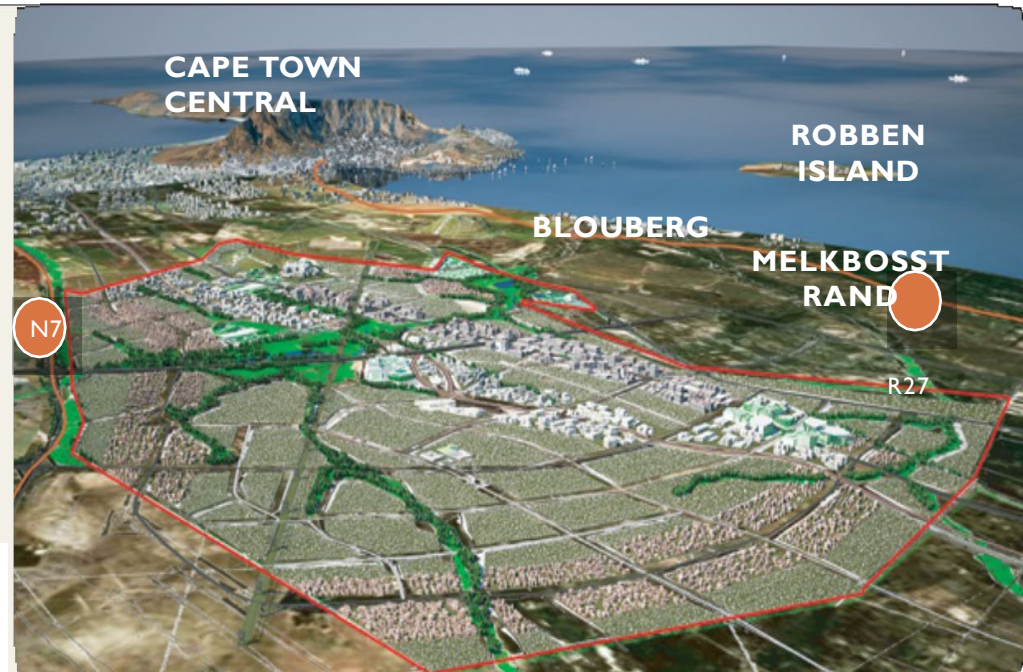 CAPE TOWN
CENTRAL
ROBBEN
ISLAND
BLOUBERG
MELKBOSST
RAND
N7
R27